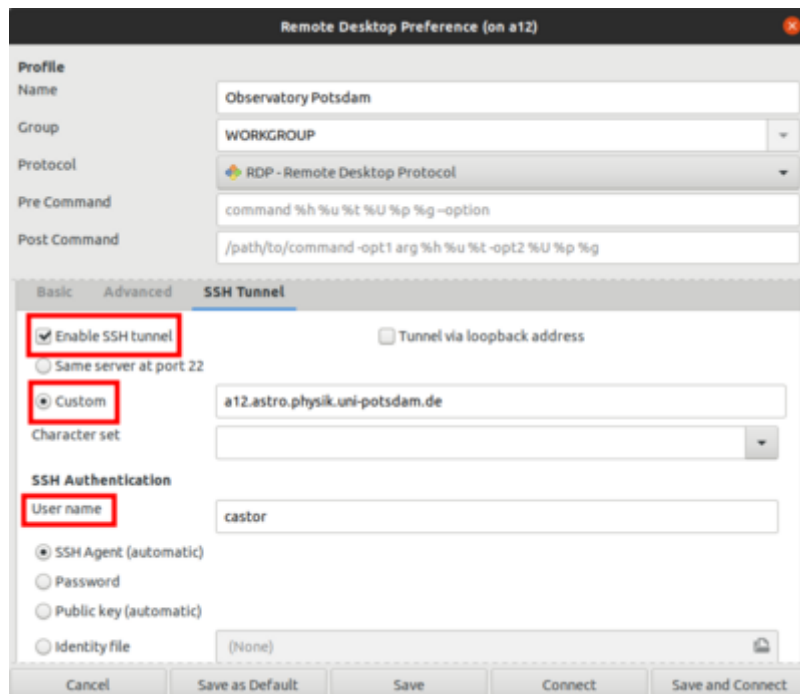 Remote Desktop Preference (on a12)
Profile
Name
Observatory Potsdam
Group
WORKGROUP
Protocol
RDP - Remote Desktop Protocol
Pre Command
command %h %u %t %U %p %g --option
Post Command
/path/to/command -opt1 arg %h %u %t -opt2 %U %p %g
Basic Advanced SSH Tunnel
Enable SSH tunnel Tunnel via loopback address
Same server at port 22
Custom a12.astro.physik.uni-potsdam.de
Character set
SSH Authentication
User name
castor
SSH Agent (automatic)
Password
Public key (automatic)
Identity file (None)
Cancel Save as Default Save Connect Save and Connect